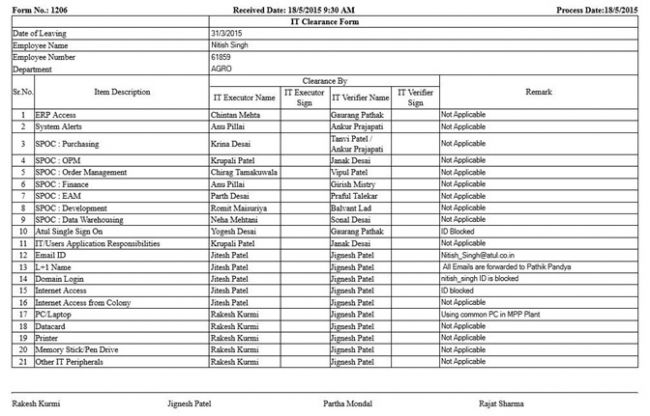 Form No.: 1206 Received Date: 18/5/2015 9:30 AM Process Date:18/5/2015
IT Clearance Form
Date of Leaving 31/3/2015
Employee Name Nitish Singh
Employee Number 61859
Department AGRO
Sr.No. Item Description Clearance By Remark
IT Executor Name IT Executor Sign IT Verifier Name IT Verifier Sign
1 ERP Access Chintan Mehta Gaurang Pathak Not Applicable
2 System Alerts Anu Pillai Ankur Prajapati Not Applicable
3 SPOC : Purchasing Krina Desai Tanvi Patel / Ankur Prajapati Not Applicable
4 SPOC : OPM Krupali Patel Janak Desai Not Applicable
5 SPOC : Order Management Chirag Tamakuwala Vipul Patel Not Applicable
6 SPOC : Finance Anu Pillai Girish Mistry Not Applicable
7 SPOC : EAM Parth Desai Praful Talekar Not Applicable
8 SPOC : Development Romit Maisuriya Balvant Lad Not Applicable
9 SPOC : Data Warehousing Neha Mehtani Sonal Desai Not Applicable
10 Atul Single Sign On Yogesh Desai Gaurang Pathak ID Blocked
11 IT/Users Application Responsibilities Krupali Patel Janak Desai Not Applicable
12 Email ID Jitesh Patel Jignesh Patel Nitish_Singh@atul.co.in
13 L+1 Name Jitesh Patel Jignesh Patel All Emails are forwarded to Pathik Pandya
14 Domain Login Jitesh Patel Jignesh Patel nitish_singh ID is blocked
15 Internet Access Jitesh Patel Jignesh Patel ID blocked
16 Internet Access from Colony Jitesh Patel Jignesh Patel Not Applicable
17 PC/Laptop Rakesh Kurmi Jignesh Patel Using common PC in MPP Plant
18 Datacard Rakesh Kurmi Jignesh Patel Not Applicable
19 Printer Rakesh Kurmi Jignesh Patel Not Applicable
20 Memory Stick/Pen Drive Rakesh Kurmi Jignesh Patel Not Applicable
21 Other IT Peripherals Rakesh Kurmi Jignesh Patel Not Applicable
Rakesh Kurmi Jignesh Patel Partha Mondal Rajat Sharma